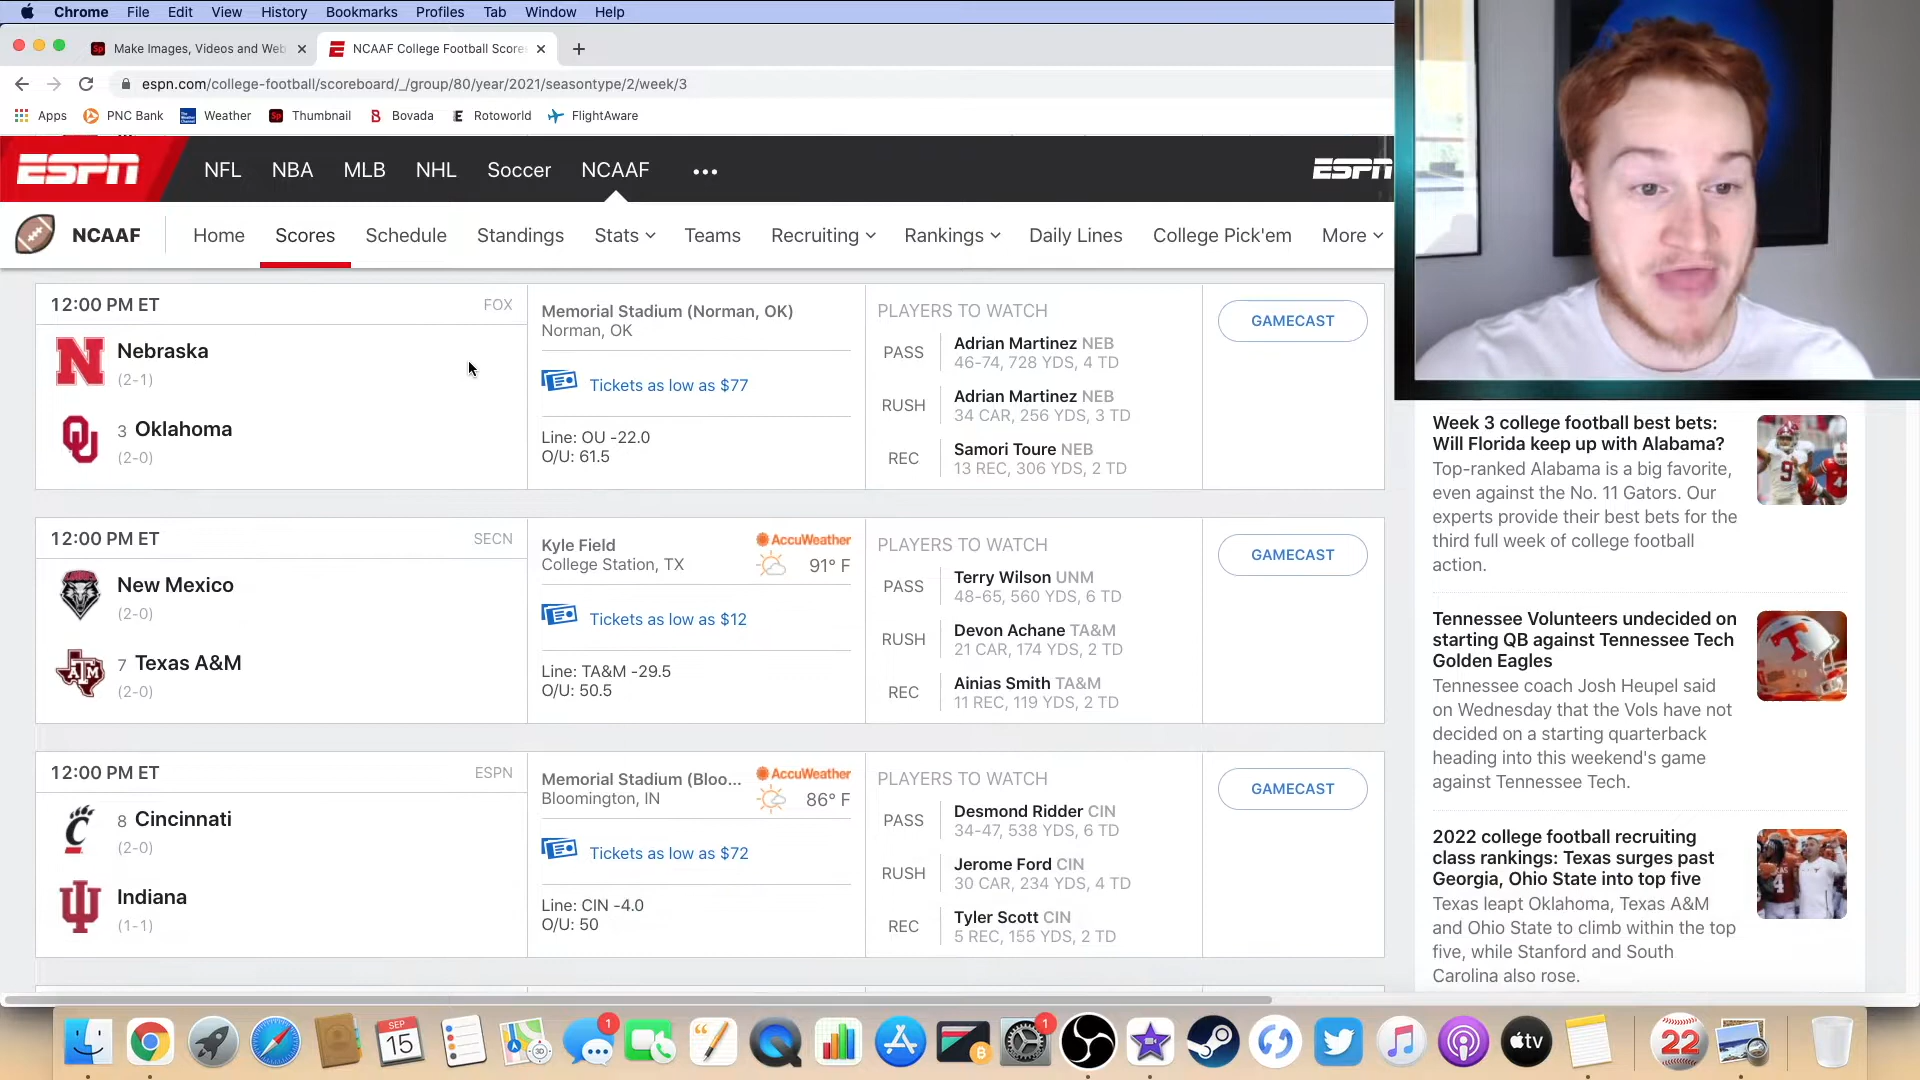 Chrome File Edit View History Bookmarks Profiles Tab Window Help
Sp Make Images, Videos and Web NCAAF College Football Scores
espn.com/college-football/scoreboard/_/group/80/year/2021/seasontype/2/week/3
Apps PNC Bank Weather Sp Thumbnail B Bovada E Rotoworld FlightAware
ESPN NFL NBA MLB NHL Soccer NCAAF ••• ESPN
NCAAF Home Scores Schedule Standings Stats Teams Recruiting Rankings Daily Lines College Pick'em More
12:00 PM ET FOX
N Nebraska
(2-1)
OU 3 Oklahoma
(2-0)
Memorial Stadium (Norman, OK)
Norman, OK
Tickets as low as $77
Line: OU -22.0
O/U: 61.5
PLAYERS TO WATCH
PASS Adrian Martinez NEB
46-74, 728 YDS, 4 TD
RUSH Adrian Martinez NEB
34 CAR, 256 YDS, 3 TD
REC Samori Toure NEB
13 REC, 306 YDS, 2 TD
GAMECAST
12:00 PM ET SECN
New Mexico
(2-0)
ATM 7 Texas A&M
(2-0)
Kyle Field
College Station, TX
AccuWeather
91° F
Tickets as low as $12
Line: TA&M -29.5
O/U: 50.5
PLAYERS TO WATCH
PASS Terry Wilson UNM
48-65, 560 YDS, 6 TD
RUSH Devon Achane TA&M
21 CAR, 174 YDS, 2 TD
REC Ainias Smith TA&M
11 REC, 119 YDS, 2 TD
GAMECAST
12:00 PM ET ESPN
C 8 Cincinnati
(2-0)
Indiana
(1-1)
Memorial Stadium (Bloo...
Bloomington, IN
AccuWeather
86° F
Tickets as low as $72
Line: CIN -4.0
O/U: 50
PLAYERS TO WATCH
PASS Desmond Ridder CIN
34-47, 538 YDS, 6 TD
RUSH Jerome Ford CIN
30 CAR, 234 YDS, 4 TD
REC Tyler Scott CIN
5 REC, 155 YDS, 2 TD
GAMECAST
Week 3 college football best bets:
Will Florida keep up with Alabama?
Top-ranked Alabama is a big favorite,
even against the No. 11 Gators. Our
experts provide their best bets for the
third full week of college football
action.
Tennessee Volunteers undecided on
starting QB against Tennessee Tech
Golden Eagles
Tennessee coach Josh Heupel said
on Wednesday that the Vols have not
decided on a starting quarterback
heading into this weekend's game
against Tennessee Tech.
2022 college football recruiting
class rankings: Texas surges past
Georgia, Ohio State into top five
Texas leapt Oklahoma, Texas A&M
and Ohio State to climb within the top
five, while Stanford and South
Carolina also rose.
SEP
15
3D
1
1
tv
22